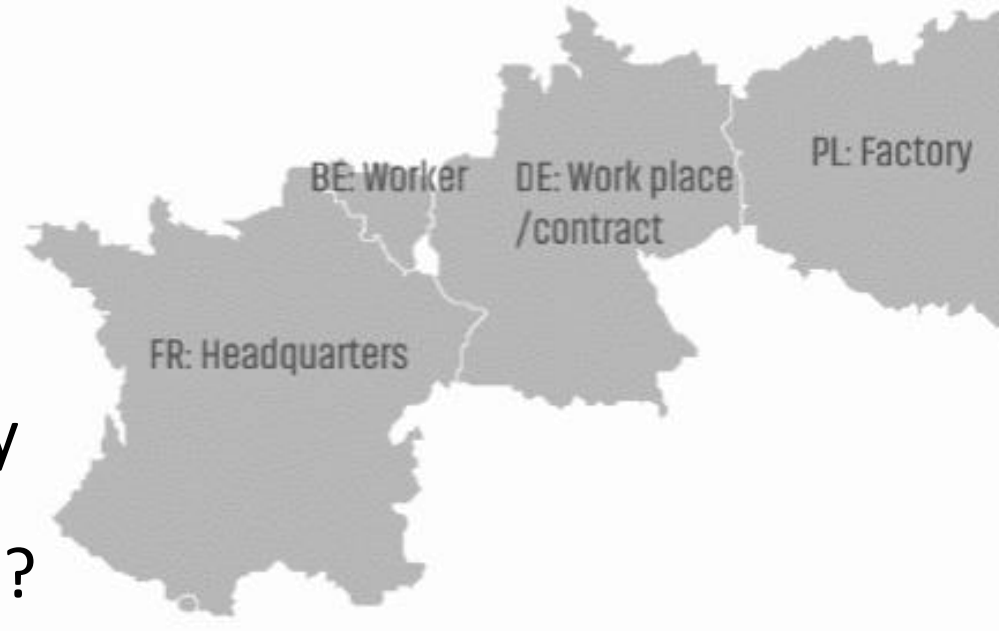 BE: Worker
DE: Work place
/contract
PL: Factory
FR: Headquarters
y
?